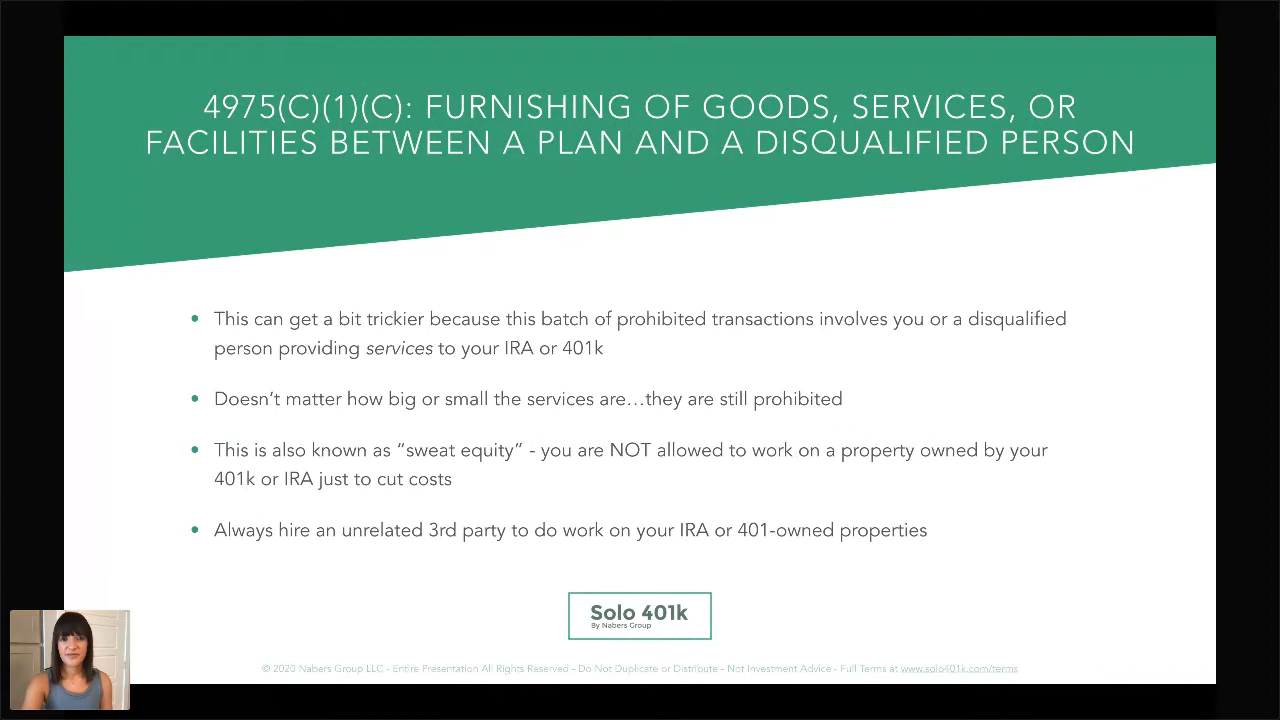 4975(C)(1)(C): FURNISHING OF GOODS, SERVICES, OR
FACILITIES BETWEEN A PLAN AND A DISQUALIFIED PERSON
• This can get a bit trickier because this batch of prohibited transactions involves you or a disqualified
person providing services to your IRA or 401k
• Doesn’t matter how big or small the services are…they are still prohibited
• This is also known as “sweat equity” - you are NOT allowed to work on a property owned by your
401k or IRA just to cut costs
• Always hire an unrelated 3rd party to do work on your IRA or 401-owned properties
Solo 401k
By Nabers Group
© 2020 Nabers Group LLC - Entire Presentation All Rights Reserved - Do Not Duplicate or Distribute - Not Investment Advice - Full Terms at www.solo401k.com/terms